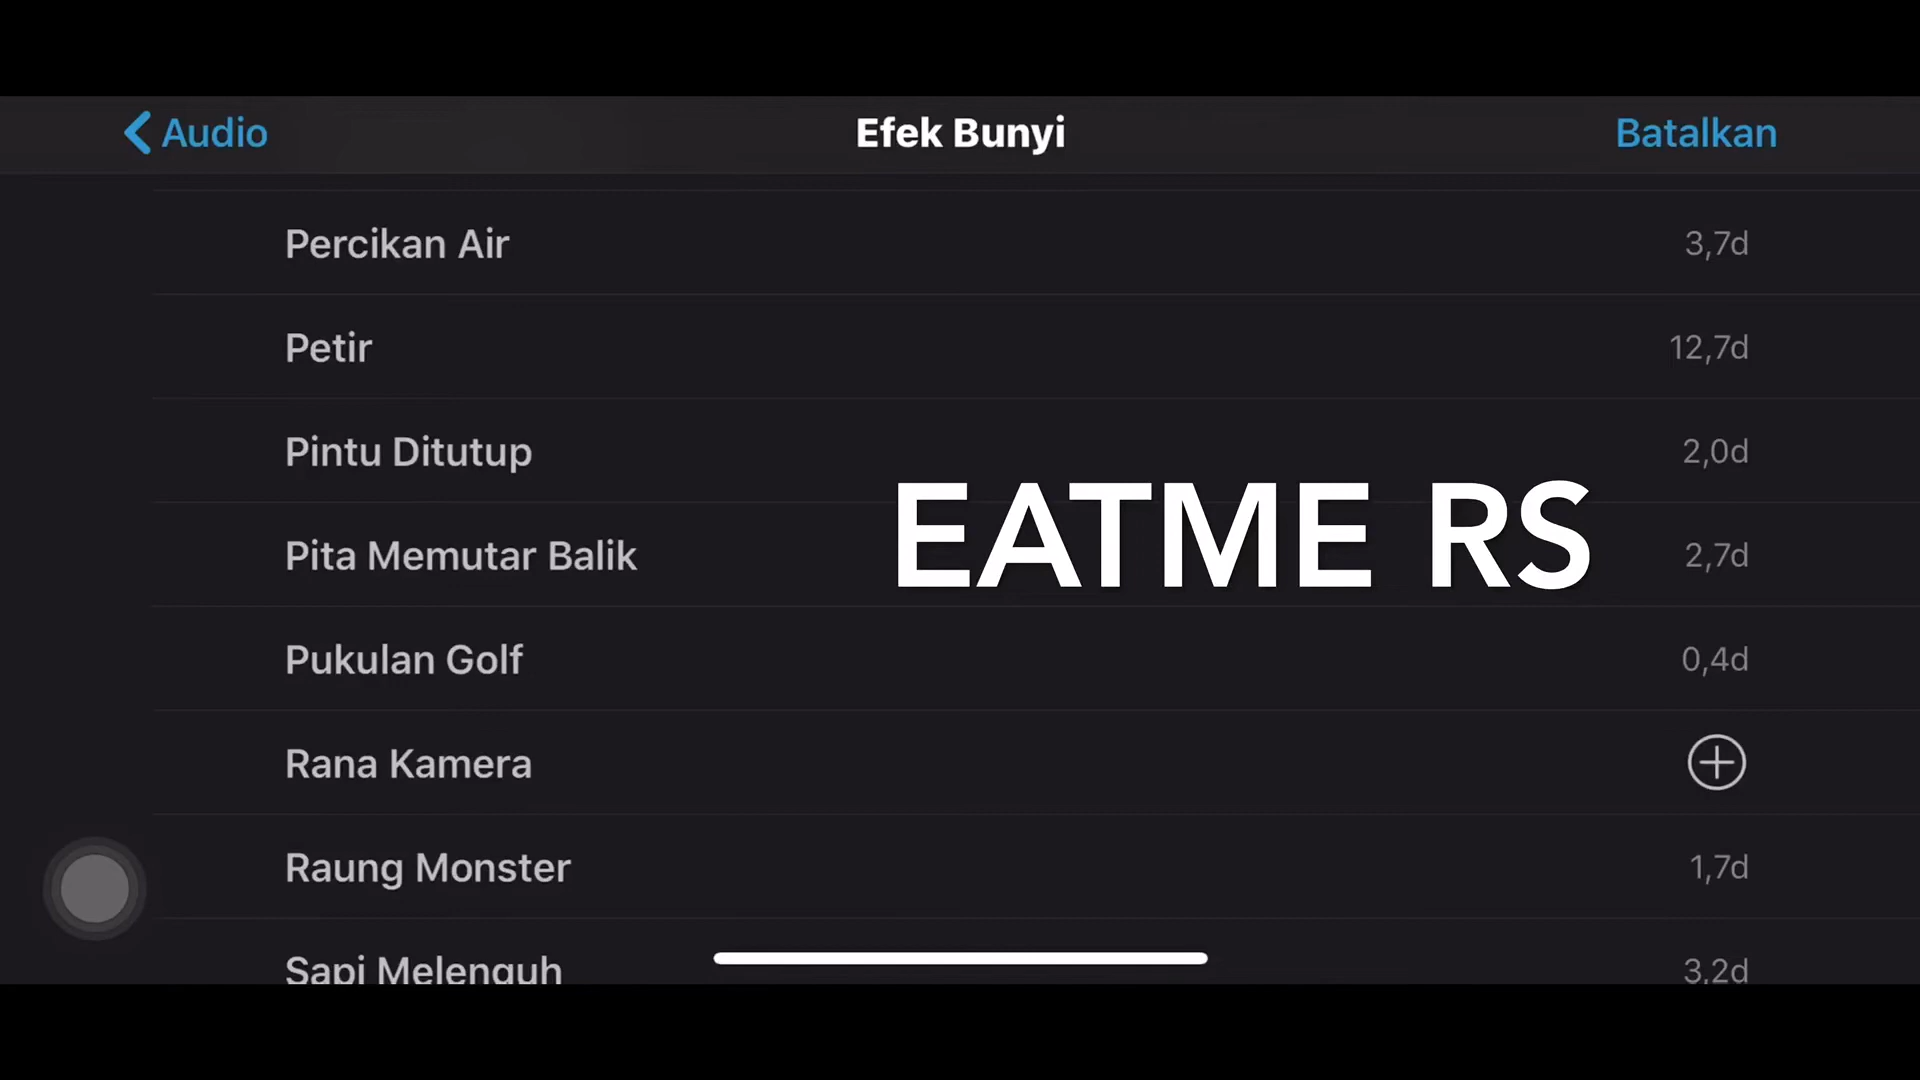 Audio
Efek Bunyi
Batalkan
Percikan Air 3,7d
Petir 12,7d
Pintu Ditutup 2,0d
EATME RS
Pita Memutar Balik 2,7d
Pukulan Golf 0,4d
Rana Kamera
Raung Monster 1,7d
Sapi Melenguh 3,2d